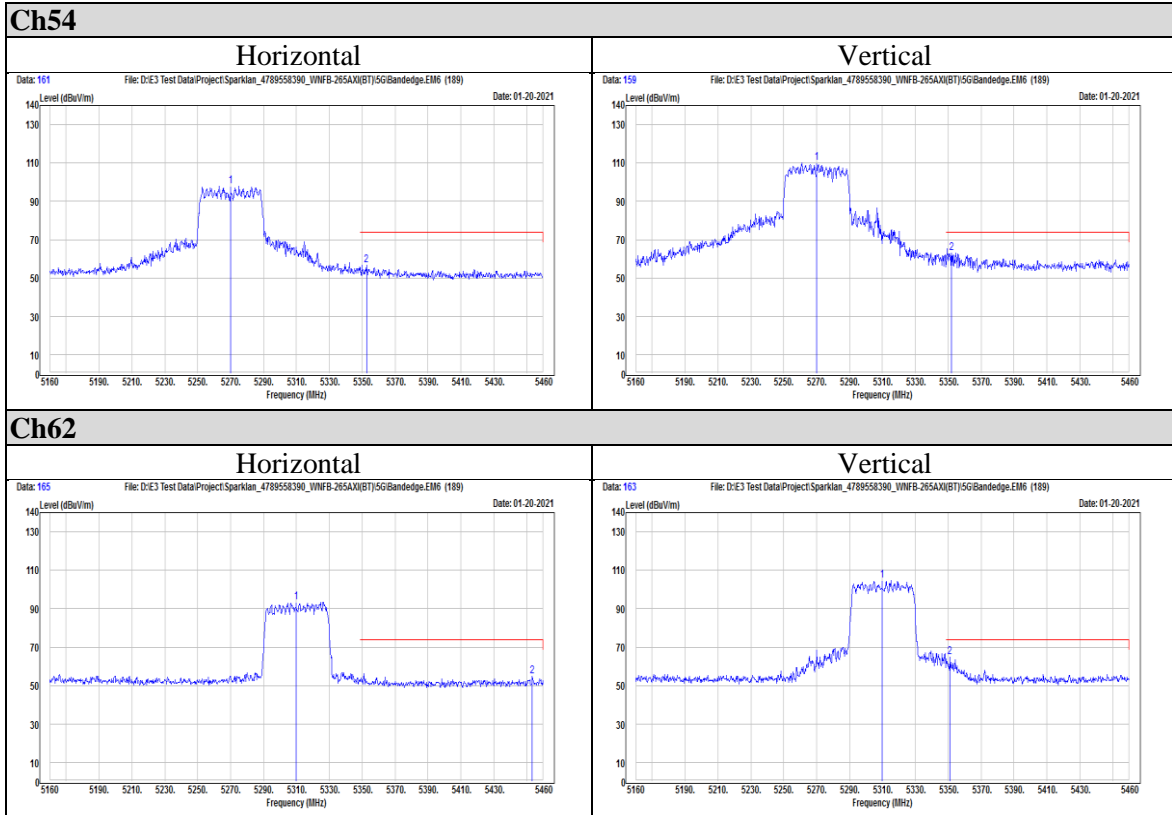 Ch54
Horizontal
Data: 161 File: D:\E3 Test Data\Project\Sparklan_4789558390_WNFB-265AXI(BT)\5G\Bandedge.EM6 (189)
Level (dBuV/m) Date: 01-20-2021
140
130
110
90
70
50
30
10
0
1
2
5160 5190. 5210. 5230. 5250. 5270. 5290. 5310. 5330. 5350. 5370. 5390. 5410. 5430. 5460
Frequency (MHz)
Vertical
Data: 159 File: D:\E3 Test Data\Project\Sparklan_4789558390_WNFB-265AXI(BT)\5G\Bandedge.EM6 (189)
Level (dBuV/m) Date: 01-20-2021
140
130
110
90
70
50
30
10
0
1
2
5160 5190. 5210. 5230. 5250. 5270. 5290. 5310. 5330. 5350. 5370. 5390. 5410. 5430. 5460
Frequency (MHz)
Ch62
Horizontal
Data: 165 File: D:\E3 Test Data\Project\Sparklan_4789558390_WNFB-265AXI(BT)\5G\Bandedge.EM6 (189)
Level (dBuV/m) Date: 01-20-2021
140
130
110
90
70
50
30
10
0
1
2
5160 5190. 5210. 5230. 5250. 5270. 5290. 5310. 5330. 5350. 5370. 5390. 5410. 5430. 5460
Frequency (MHz)
Vertical
Data: 163 File: D:\E3 Test Data\Project\Sparklan_4789558390_WNFB-265AXI(BT)\5G\Bandedge.EM6 (189)
Level (dBuV/m) Date: 01-20-2021
140
130
110
90
70
50
30
10
0
1
2
5160 5190. 5210. 5230. 5250. 5270. 5290. 5310. 5330. 5350. 5370. 5390. 5410. 5430. 5460
Frequency (MHz)